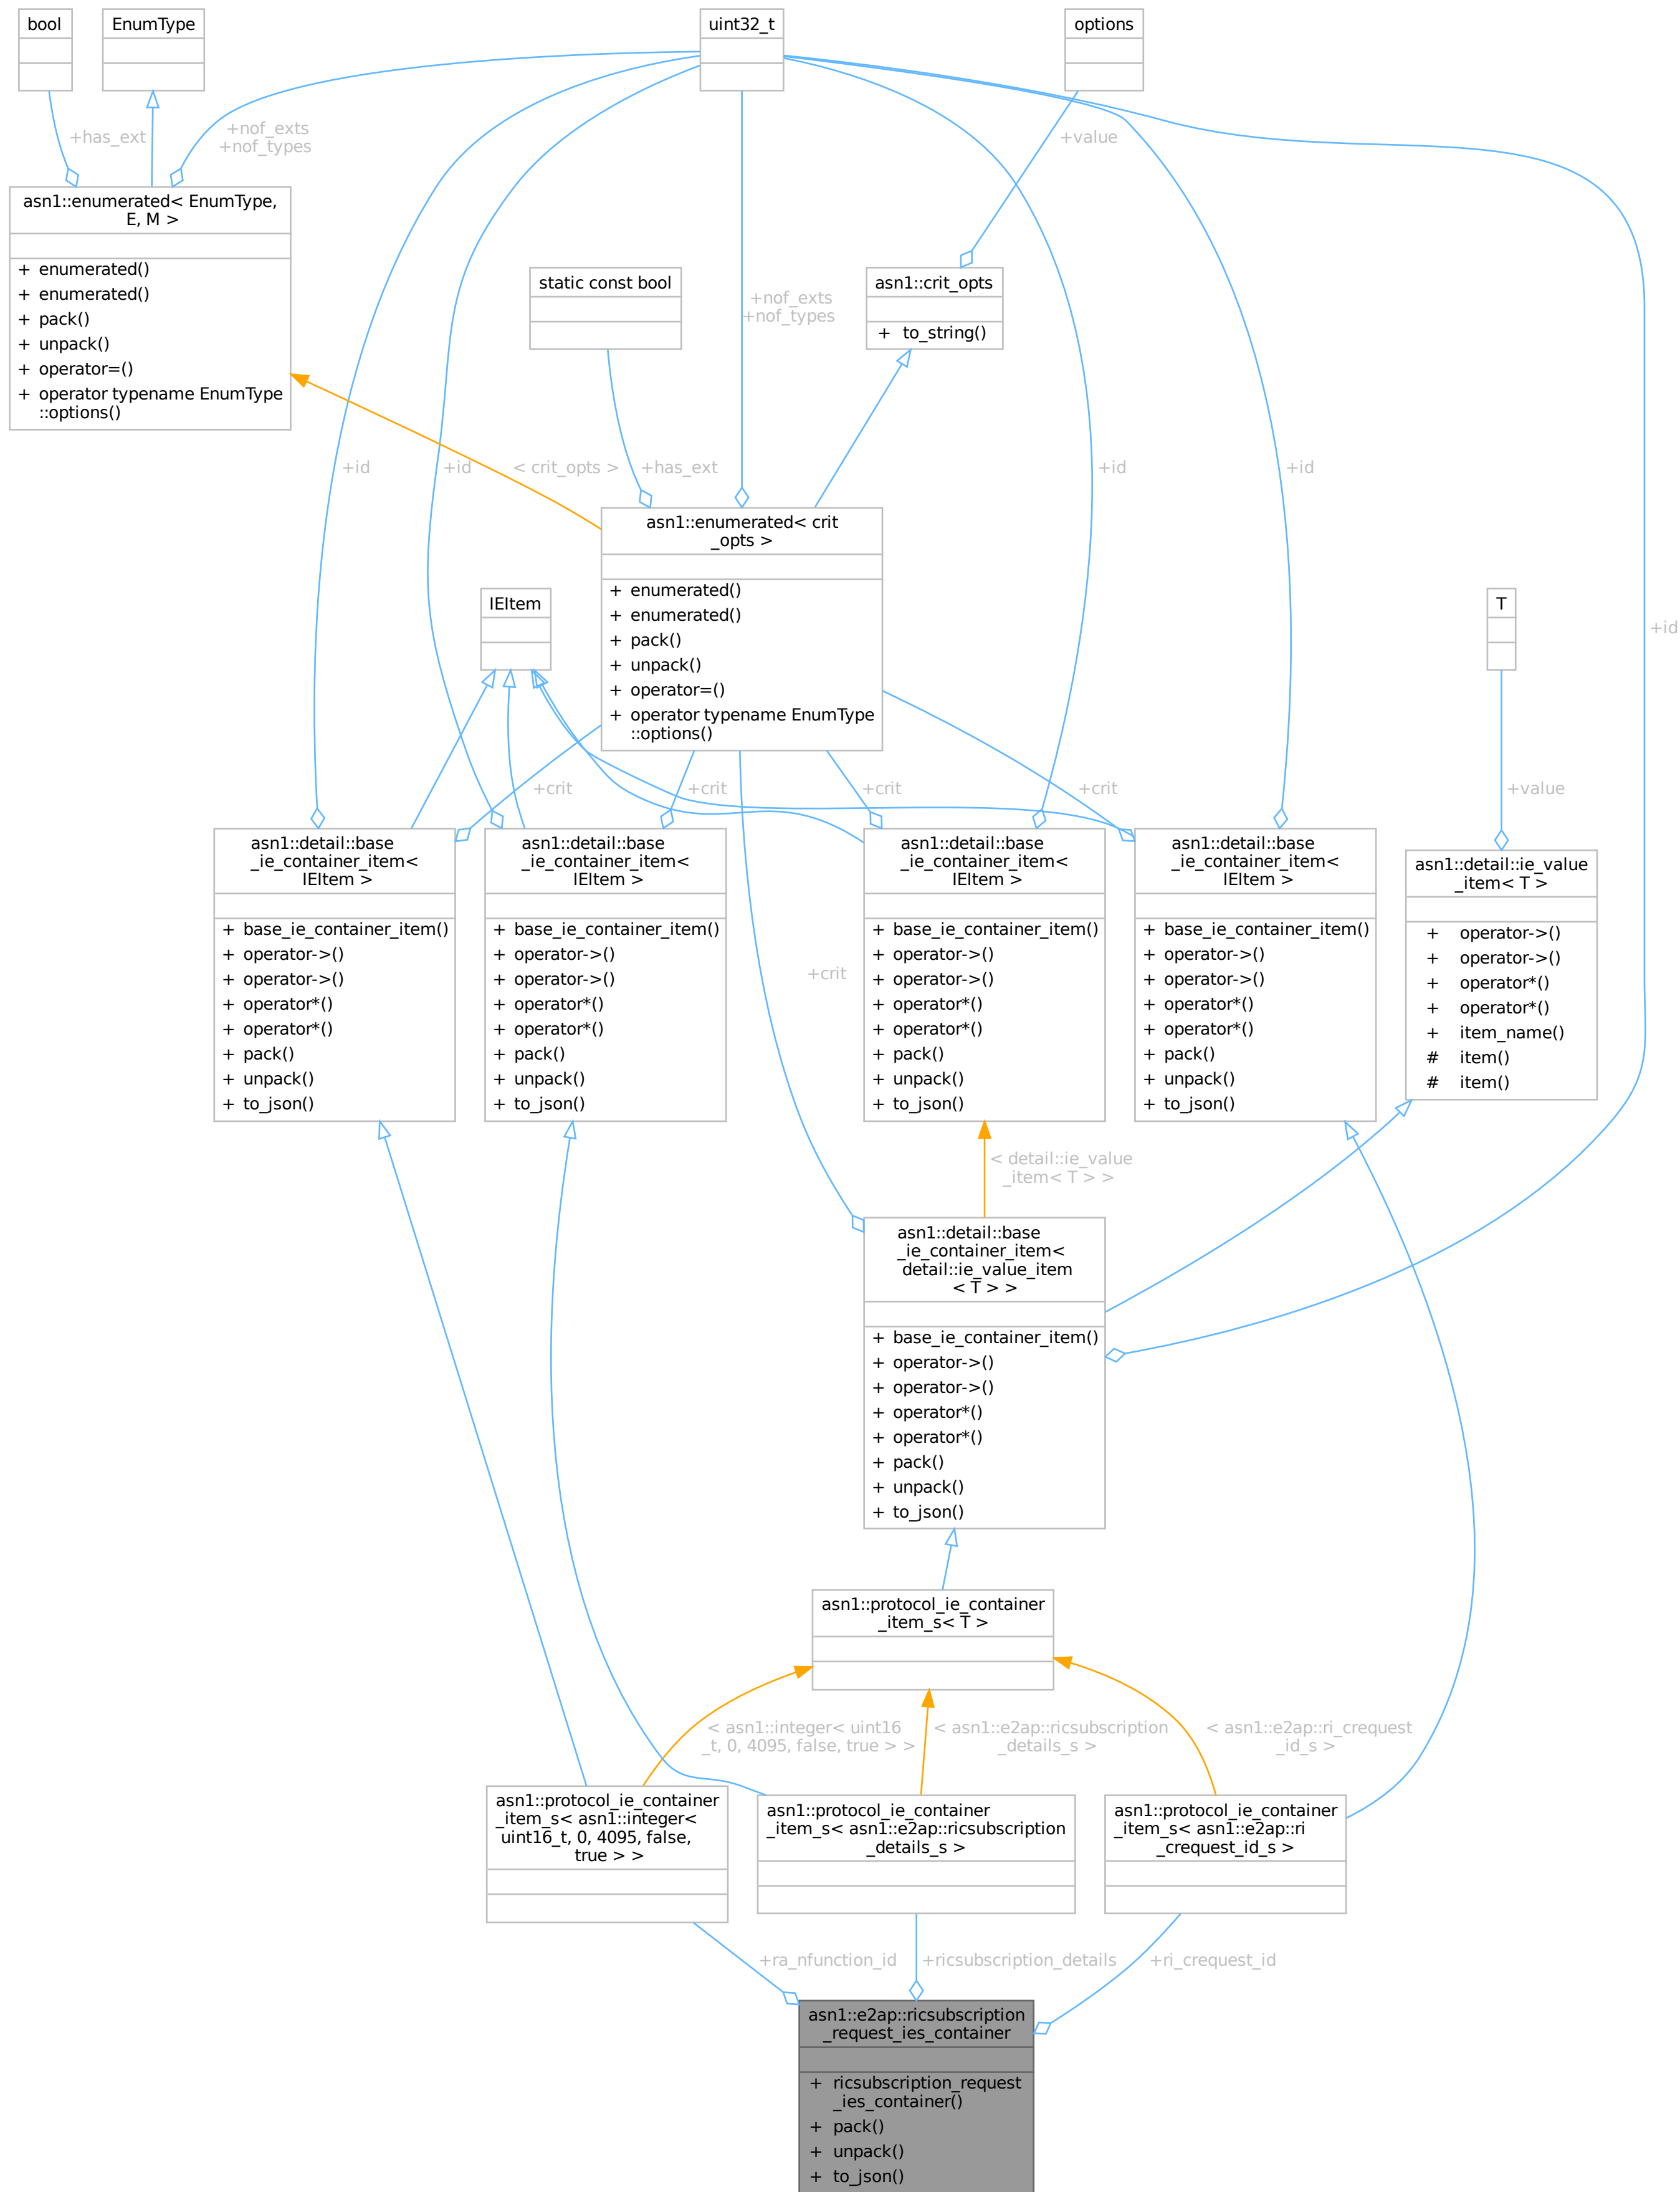 bool
EnumType
uint32_t
options
+has_ext
+nof_exts
+nof_types
+value
asn1::enumerated< EnumType,
E, M >
+ enumerated()
+ enumerated()
+ pack()
+ unpack()
+ operator=()
+ operator typename EnumType
::options()
static const bool
+nof_exts
+nof_types
asn1::crit_opts
+ to_string()
+id
+id
< crit_opts >
+has_ext
+id
+id
asn1::enumerated< crit
_opts >
+ enumerated()
+ enumerated()
+ pack()
+ unpack()
+ operator=()
+ operator typename EnumType
::options()
IEItem
T
+id
+crit
+crit
+crit
+crit
+value
asn1::detail::base
_ie_container_item<
IEItem >
+ base_ie_container_item()
+ operator->()
+ operator->()
+ operator*()
+ operator*()
+ pack()
+ unpack()
+ to_json()
asn1::detail::base
_ie_container_item<
IEItem >
+ base_ie_container_item()
+ operator->()
+ operator->()
+ operator*()
+ operator*()
+ pack()
+ unpack()
+ to_json()
+crit
asn1::detail::base
_ie_container_item<
IEItem >
+ base_ie_container_item()
+ operator->()
+ operator->()
+ operator*()
+ operator*()
+ pack()
+ unpack()
+ to_json()
asn1::detail::base
_ie_container_item<
IEItem >
+ base_ie_container_item()
+ operator->()
+ operator->()
+ operator*()
+ operator*()
+ pack()
+ unpack()
+ to_json()
asn1::detail::ie_value
_item< T >
+ operator->()
+ operator->()
+ operator*()
+ operator*()
+ item_name()
# item()
# item()
< detail::ie_value
_item< T > >
asn1::detail::base
_ie_container_item<
detail::ie_value_item
< T > >
+ base_ie_container_item()
+ operator->()
+ operator->()
+ operator*()
+ operator*()
+ pack()
+ unpack()
+ to_json()
asn1::protocol_ie_container
_item_s< T >
< asn1::integer< uint16
_t, 0, 4095, false, true > >
< asn1::e2ap::ricsubscription
_details_s >
< asn1::e2ap::ri_crequest
_id_s >
asn1::protocol_ie_container
_item_s< asn1::integer<
uint16_t, 0, 4095, false,
true > >
asn1::protocol_ie_container
_item_s< asn1::e2ap::ricsubscription
_details_s >
asn1::protocol_ie_container
_item_s< asn1::e2ap::ri
_crequest_id_s >
+ra_nfunction_id
+ricsubscription_details
+ri_crequest_id
asn1::e2ap::ricsubscription
_request_ies_container
+ ricsubscription_request
_ies_container()
+ pack()
+ unpack()
+ to_json()